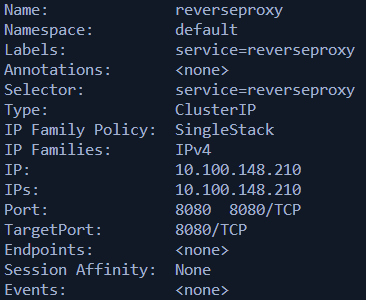 Name:              reverseproxy
Namespace:         default
Labels:            service=reverseproxy
Annotations:       <none>
Selector:          service=reverseproxy
Type:              ClusterIP
IP Family Policy:  SingleStack
IP Families:       IPv4
IP:                10.100.148.210
IPs:               10.100.148.210
Port:              8080  8080/TCP
TargetPort:        8080/TCP
Endpoints:         <none>
Session Affinity:  None
Events:            <none>